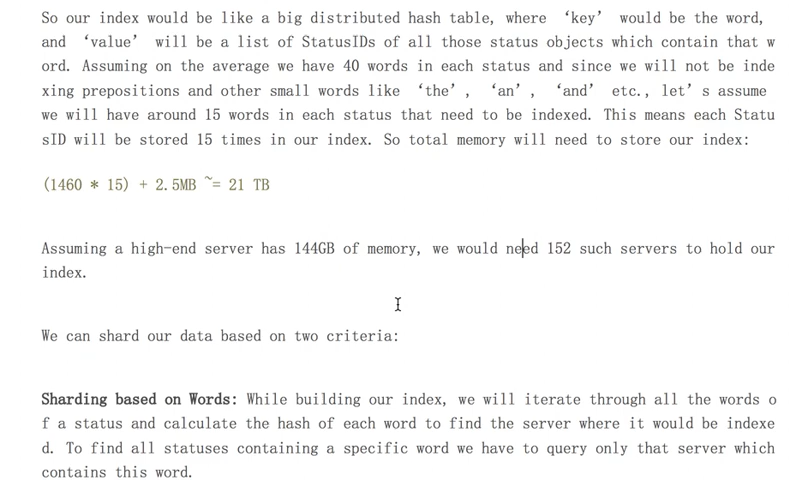 So our index would be like a big distributed hash table, where ‘key’ would be the word,
and ‘value’ will be a list of StatusIDs of all those status objects which contain that w
ord. Assuming on the average we have 40 words in each status and since we will not be inde
xing prepositions and other small words like ‘the’, ‘an’, ‘and’ etc., let’s assume
we will have around 15 words in each status that need to be indexed. This means each Statu
sID will be stored 15 times in our index. So total memory will need to store our index:
(1460 * 15) + 2.5MB ~= 21 TB
Assuming a high-end server has 144GB of memory, we would need 152 such servers to hold our
index.
We can shard our data based on two criteria:
Sharding based on Words: While building our index, we will iterate through all the words o
f a status and calculate the hash of each word to find the server where it would be indexe
d. To find all statuses containing a specific word we have to query only that server which
contains this word.